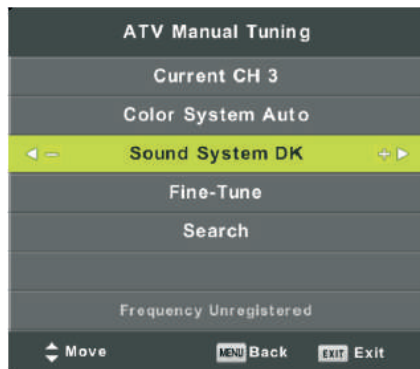 ATV Manual Tuning
Current CH 3
Color System Auto
Sound System DK
Fine-Tune
Search
Frequency Unregistered
Move MENU Back EXIT Exit